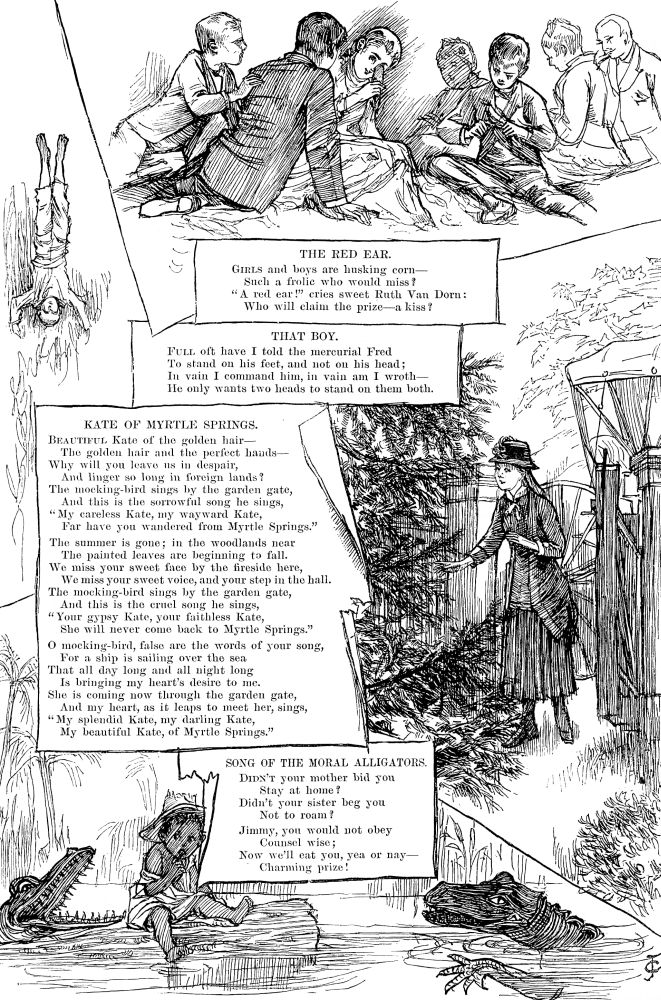 THE RED EAR.
GIRLS and boys are husking corn—
Such a frolic who would miss?
"A red ear!" cries sweet Ruth Van Dorn:
Who will claim the prize—a kiss?
THAT BOY.
FULL oft have I told the mercurial Fred
To stand on his feet, and not on his head;
In vain I command him, in vain am I wroth—
He only wants two heads to stand on them both.
KATE OF MYRTLE SPRINGS.
BEAUTIFUL Kate of the golden hair—
The golden hair and the perfect hands—
Why will you leave us in despair,
And linger so long in foreign lands?
The mocking-bird sings by the garden gate,
And this is the sorrowful song he sings,
"My careless Kate, my wayward Kate,
Far have you wandered from Myrtle Springs."
The summer is gone; in the woodlands near
The painted leaves are beginning to fall.
We miss your sweet face by the fireside here,
We miss your sweet voice, and your step in the hall.
The mocking-bird sings by the garden gate,
And this is the cruel song he sings,
"Your gypsy Kate, your faithless Kate,
She will never come back to Myrtle Springs."
O mocking-bird, false are the words of your song,
For a ship is sailing over the sea
That all day long and all night long
Is bringing my heart's desire to me.
She is coming now through the garden gate,
And my heart, as it leaps to meet her, sings,
"My splendid Kate, my darling Kate,
My beautiful Kate, of Myrtle Springs."
SONG OF THE MORAL ALLIGATORS.
DIDN'T your mother bid you
Stay at home?
Didn't your sister beg you
Not to roam?
Jimmy, you would not obey
Counsel wise;
Now we'll eat you, yea or nay—
Charming prize!